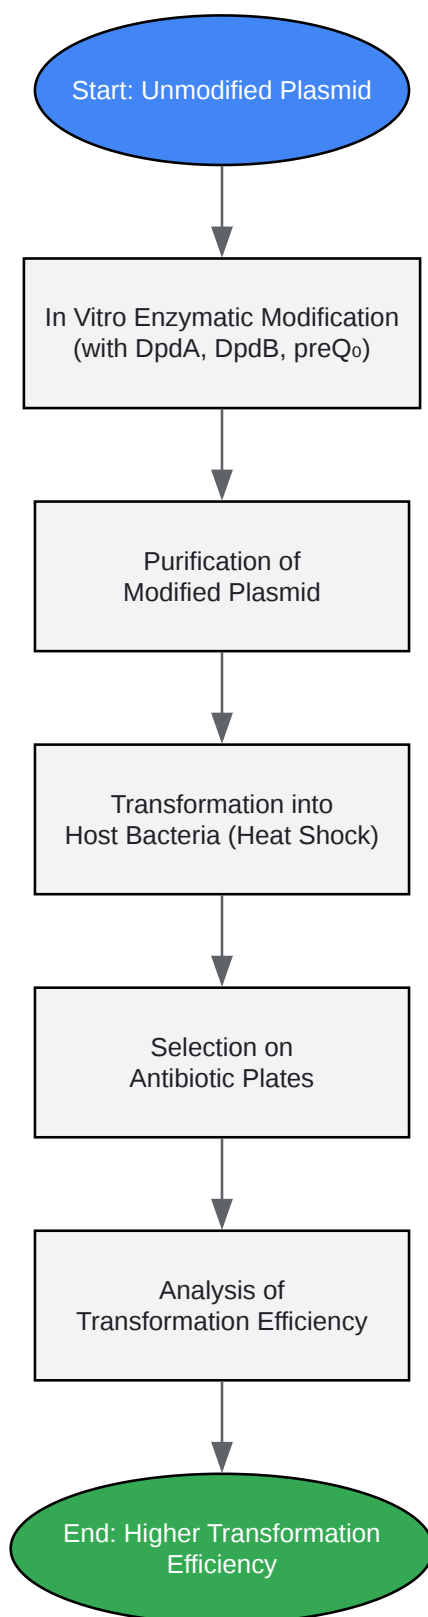 Start: Unmodified Plasmid
In Vitro Enzymatic Modification
(with DpdA, DpdB, preQ₀)
Purification of
Modified Plasmid
Transformation into
Host Bacteria (Heat Shock)
Selection on
Antibiotic Plates
Analysis of
Transformation Efficiency
End: Higher Transformation
Efficiency